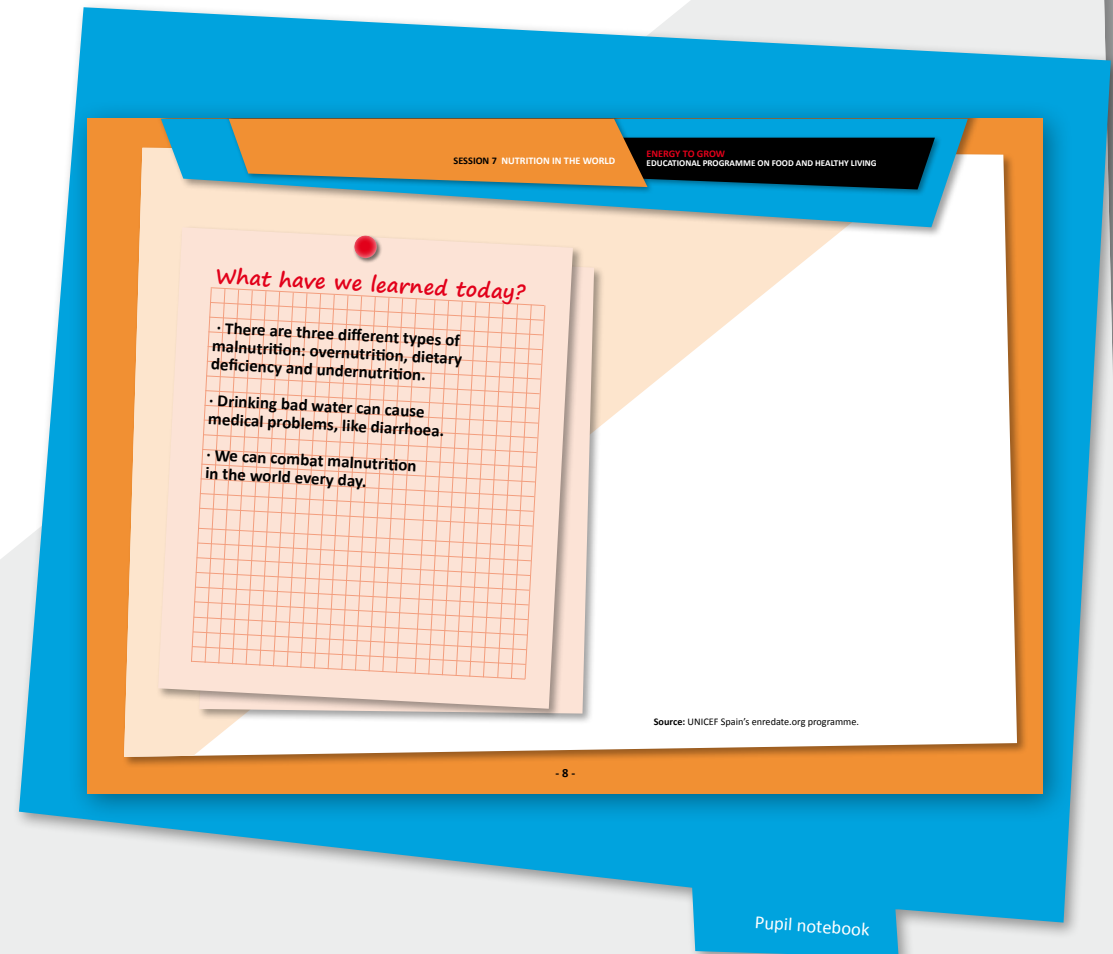 SESSION 7 NUTRITION IN THE WORLD
ENERGY TO GROW
EDUCATIONAL PROGRAMME ON FOOD AND HEALTHY LIVING
What have we learned today?
· There are three different types of
malnutrition: overnutrition, dietary
deficiency and undernutrition.
· Drinking bad water can cause
medical problems, like diarrhoea.
· We can combat malnutrition
in the world every day.
Source: UNICEF Spain's enredate.org programme.
- 8 -
Pupil notebook